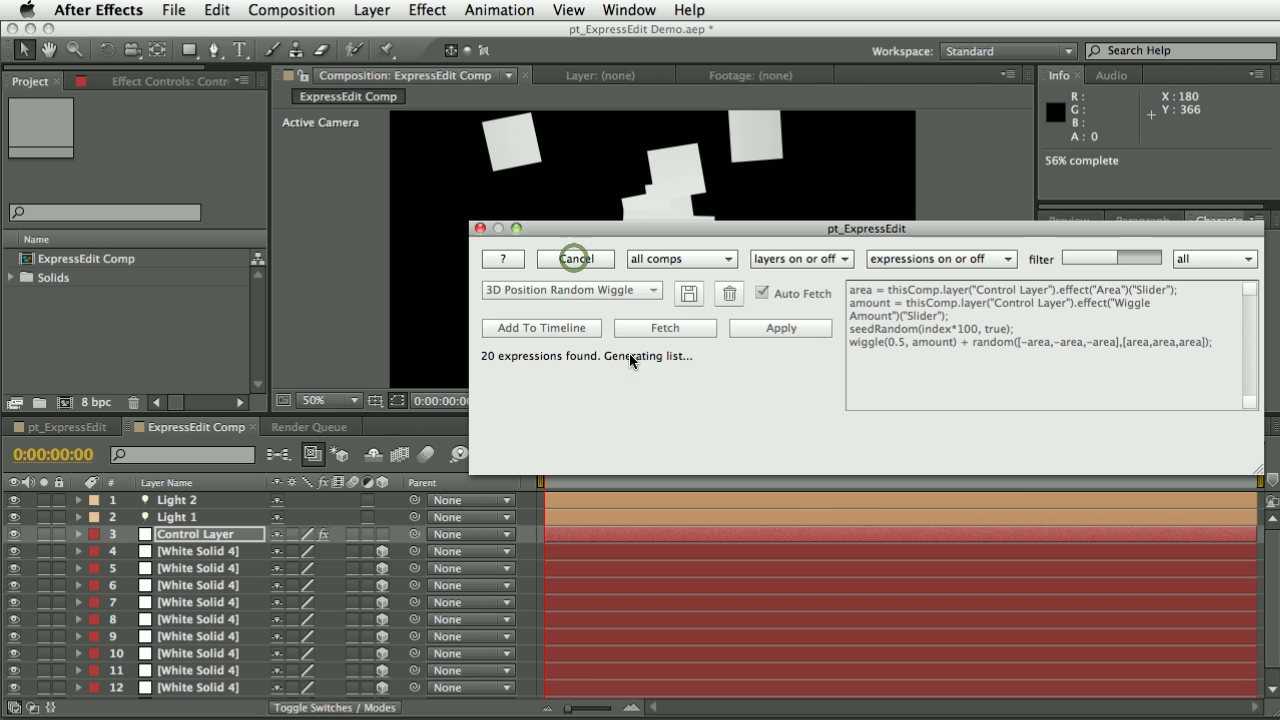 After Effects File Edit Composition Layer Effect Animation View Window Help
pt_ExpressEdit Demo.aep *
Workspace: Standard Search Help
Project Effect Controls: Contr
Composition: ExpressEdit Comp Layer: (none) Footage: (none)
Info Audio
ExpressEdit Comp
Active Camera
R: X: 180
G: Y: 366
B:
A: 0
56% complete
Name
ExpressEdit Comp
Solids
8 bpc
50% 0:00:00:0
pt_ExpressEdit
? Cancel all comps layers on or off expressions on or off filter all
3D Position Random Wiggle Auto Fetch
Add To Timeline Fetch Apply
20 expressions found. Generating list...
area = thisComp.layer("Control Layer").effect("Area")("Slider");
amount = thisComp.layer("Control Layer").effect("Wiggle
Amount")("Slider");
seedRandom(index*100, true);
wiggle(0.5, amount) + random([-area,-area,-area],[area,area,area]);
pt_ExpressEdit ExpressEdit Comp Render Queue
0:00:00:00
# Layer Name Parent
1 Light 2 None
2 Light 1 None
3 Control Layer fx None
4 [White Solid 4] None
5 [White Solid 4] None
6 [White Solid 4] None
7 [White Solid 4] None
8 [White Solid 4] None
9 [White Solid 4] None
10 [White Solid 4] None
11 [White Solid 4] None
12 [White Solid 4] None
Toggle Switches / Modes